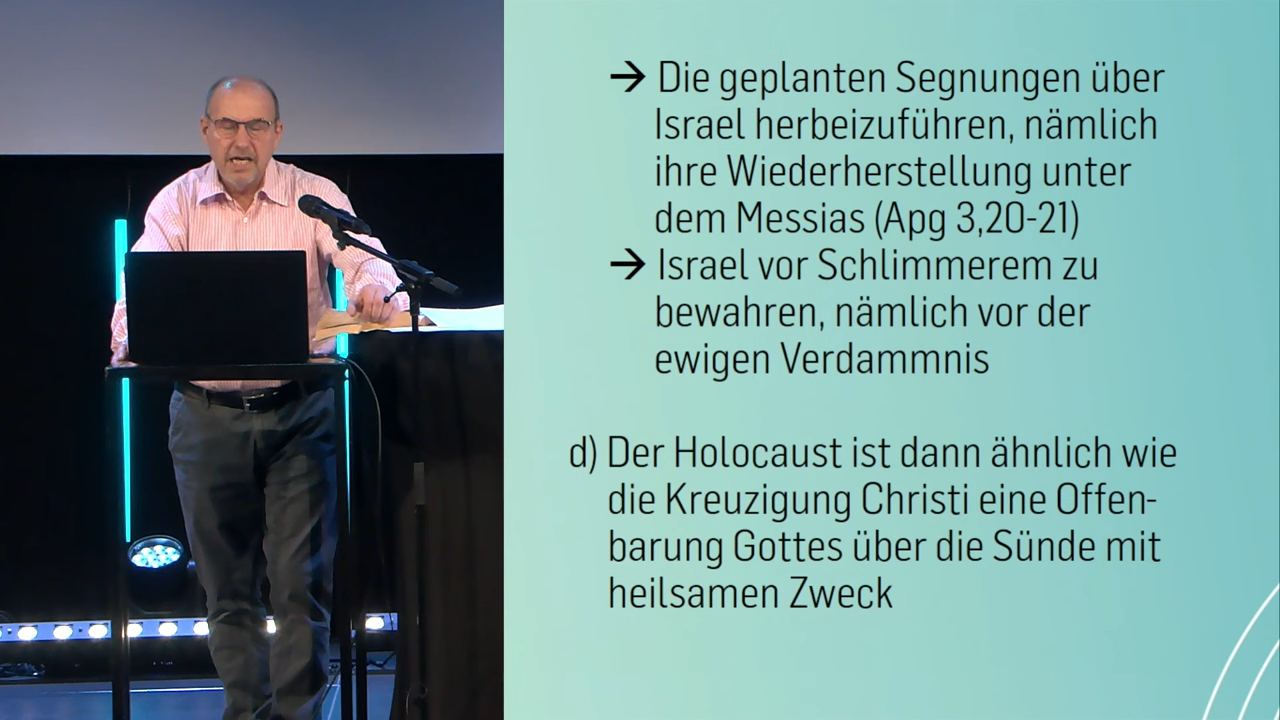 → Die geplanten Segnungen über
Israel herbeizuführen, nämlich
ihre Wiederherstellung unter
dem Messias (Apg 3,20-21)
→ Israel vor Schlimmerem zu
bewahren, nämlich vor der
ewigen Verdammnis
d) Der Holocaust ist dann ähnlich wie
die Kreuzigung Christi eine Offen-
barung Gottes über die Sünde mit
heilsamen Zweck